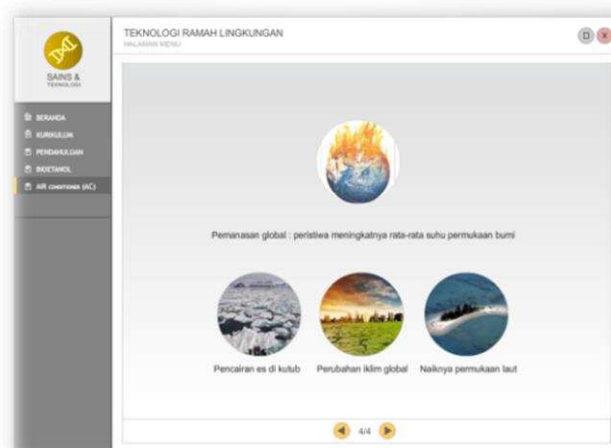 SAINS &
TEKNOLOGI
BERANDA
KURIKULUM
PENDAHULUAN
BIOETANOL
AIR CONDITIONER (AC)
TEKNOLOGI RAMAH LINGKUNGAN
HALAMAN MENU
X
Pemanasan global : peristiwa meningkatnya rata-rata suhu permukaan bumi
Pencairan es di kutub
Perubahan iklim global
Naiknya permukaan laut
4/4